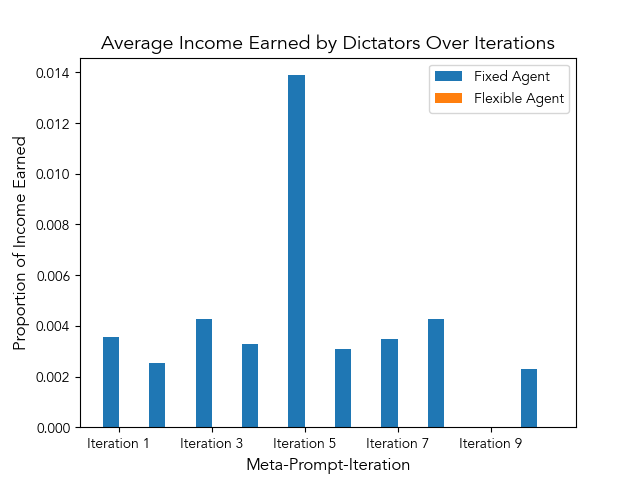 Average Income Earned by Dictators Over Iterations
Fixed Agent
Flexible Agent
0.014
0.012
0.010
0.008
0.006
0.004
0.002
0.000
Proportion of Income Earned
Iteration 1 Iteration 3 Iteration 5 Iteration 7 Iteration 9
Meta-Prompt-Iteration